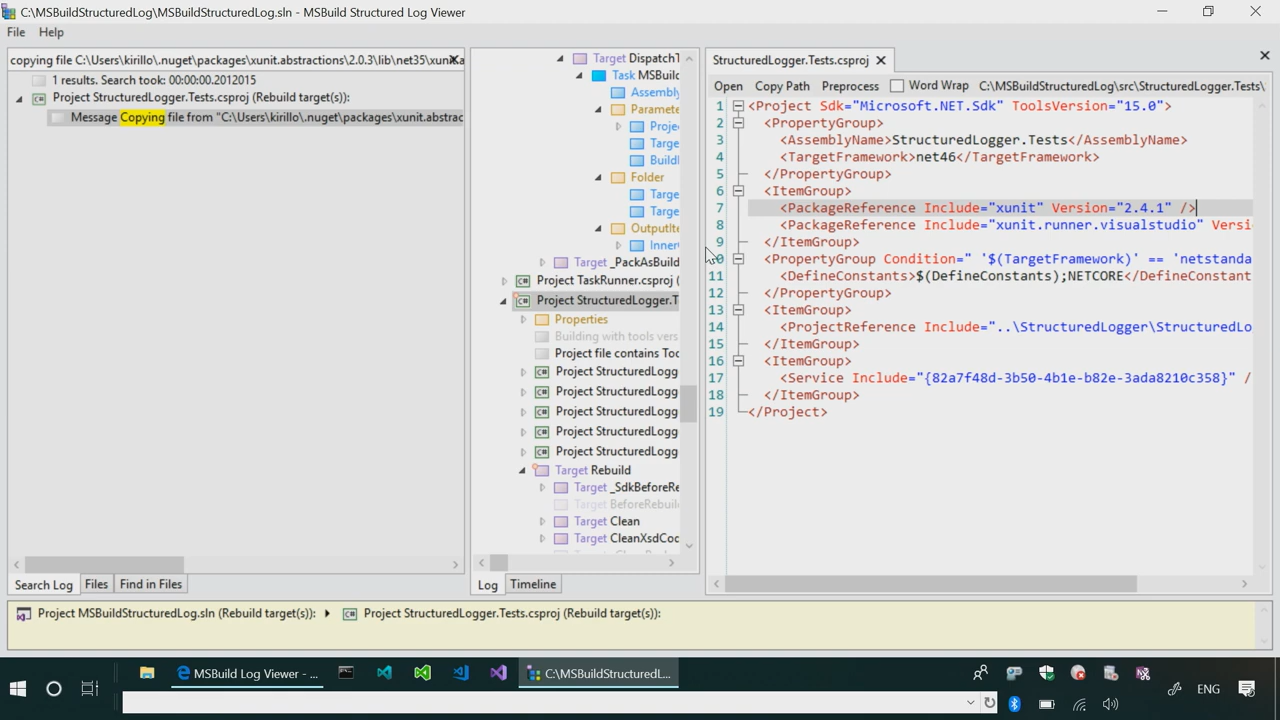 C:\MSBuildStructuredLog\MSBuildStructuredLog.sln - MSBuild Structured Log Viewer
File Help
copying file C:\Users\kirillo\.nuget\packages\xunit.abstractions\2.0.3\lib\net35\xunit.a
1 results. Search took: 00:00:00.2012015
Project StructuredLogger.Tests.csproj (Rebuild target(s)):
Message Copying file from "C:\Users\kirillo\.nuget\packages\xunit.abstrac
Search Log Files Find in Files
Target DispatchT
Task MSBuild
Assembly
Paramete
Proje
Targe
Build
Folder
Targe
Targe
OutputIte
Inner
Target _PackAsBuild
Project TaskRunner.csproj (
Project StructuredLogger.T
Properties
Building with tools vers
Project file contains Too
Project StructuredLogg
Project StructuredLogg
Project StructuredLogg
Project StructuredLogg
Project StructuredLogg
Target Rebuild
Target _SdkBeforeRe
Target BeforeRebuil
Target Clean
Target CleanXsdCod
Log Timeline
StructuredLogger.Tests.csproj
Open Copy Path Preprocess Word Wrap C:\MSBuildStructuredLog\src\StructuredLogger.Tests\
1 <Project Sdk="Microsoft.NET.Sdk" ToolsVersion="15.0">
2 <PropertyGroup>
3 <AssemblyName>StructuredLogger.Tests</AssemblyName>
4 <TargetFramework>net46</TargetFramework>
5 </PropertyGroup>
6 <ItemGroup>
7 <PackageReference Include="xunit" Version="2.4.1" />
8 <PackageReference Include="xunit.runner.visualstudio" Versi
9 </ItemGroup>
10 <PropertyGroup Condition=" '$(TargetFramework)' == 'netstanda
11 <DefineConstants>$(DefineConstants);NETCORE</DefineConstant
12 </PropertyGroup>
13 <ItemGroup>
14 <ProjectReference Include="..\StructuredLogger\StructuredLo
15 </ItemGroup>
16 <ItemGroup>
17 <Service Include="{82a7f48d-3b50-4b1e-b82e-3ada8210c358}" /
18 </ItemGroup>
19 </Project>
Project MSBuildStructuredLog.sln (Rebuild target(s)): Project StructuredLogger.Tests.csproj (Rebuild target(s)):
MSBuild Log Viewer - ... C:\MSBuildStructuredL... ENG